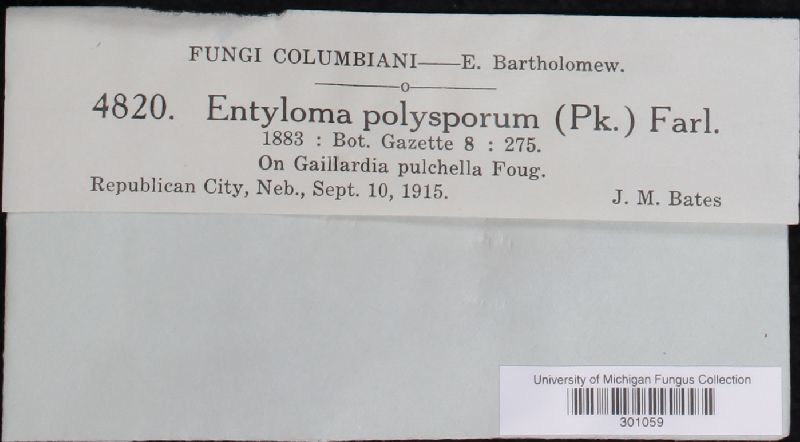 FUNGI COLUMBIANI——E. Bartholomew.
4820. Entyloma polysporum (Pk.) Farl.
1883 : Bot. Gazette 8 : 275.
On Gaillardia pulchella Foug.
Republican City, Neb., Sept. 10, 1915. J. M. Bates
University of Michigan Fungus Collection
301059